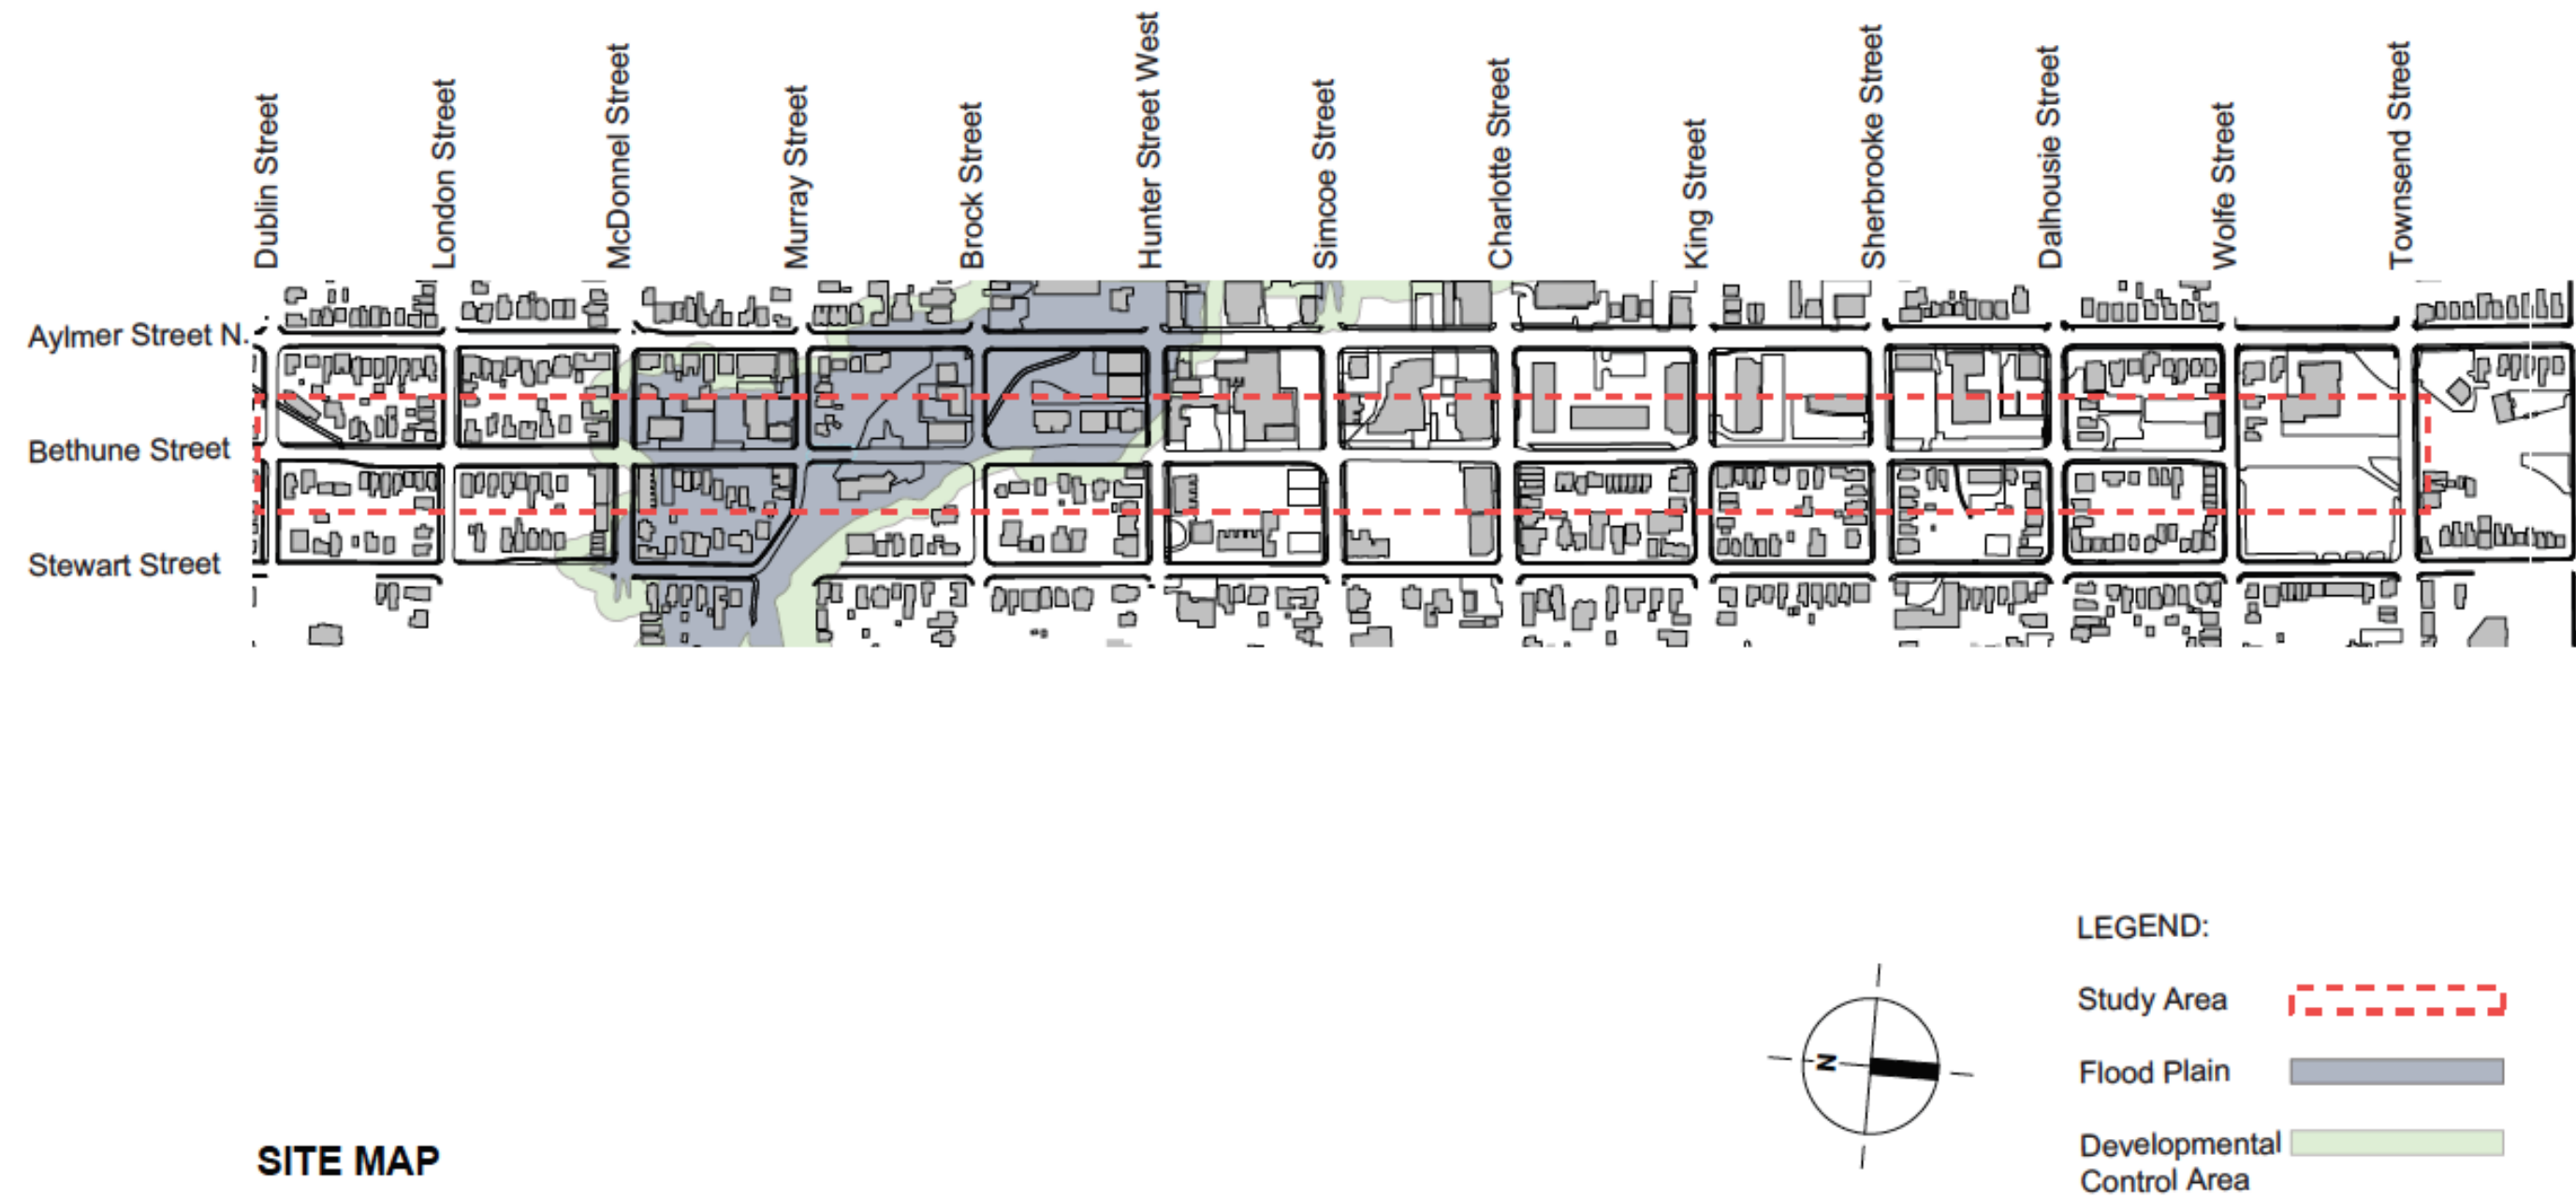 Dublin Street
London Street
McDonnel Street
Murray Street
Brock Street
Hunter Street West
Simcoe Street
Charlotte Street
King Street
Sherbrooke Street
Dalhousie Street
Wolfe Street
Townsend Street
Aylmer Street N.
Bethune Street
Stewart Street
LEGEND:
Study Area
Flood Plain
Developmental
Control Area
N
SITE MAP